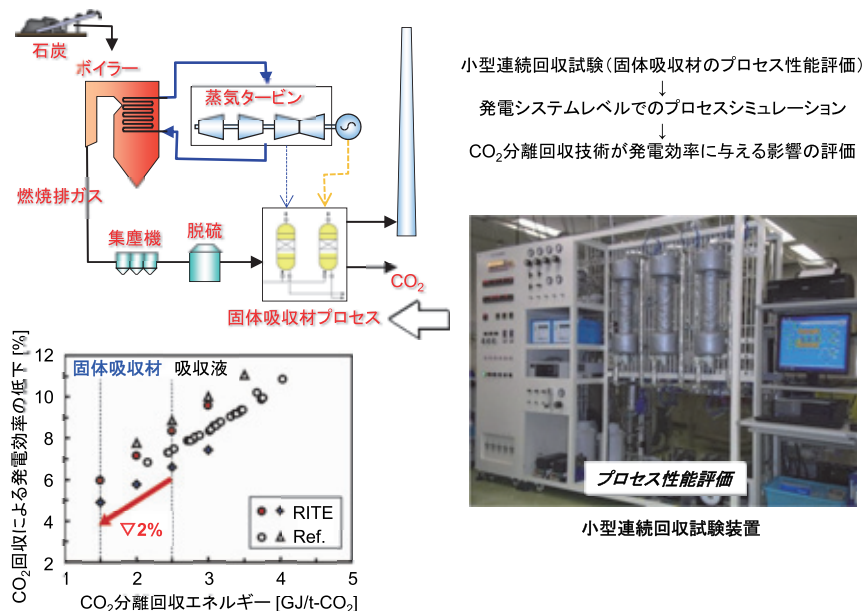 石炭
ボイラー
蒸気タービン
燃焼排ガス
集塵機
脱硫
CO2
固体吸収材プロセス
小型連続回収試験（固体吸収材のプロセス性能評価）
↓
発電システムレベルでのプロセスシミュレーション
↓
CO2分離回収技術が発電効率に与える影響の評価
プロセス性能評価
小型連続回収試験装置
CO2回収による発電効率の低下 [%]
12
10
8
6
4
2
固体吸収材 吸収液
▽2%
RITE
Ref.
1 2 3 4 5
CO2分離回収エネルギー [GJ/t-CO2]